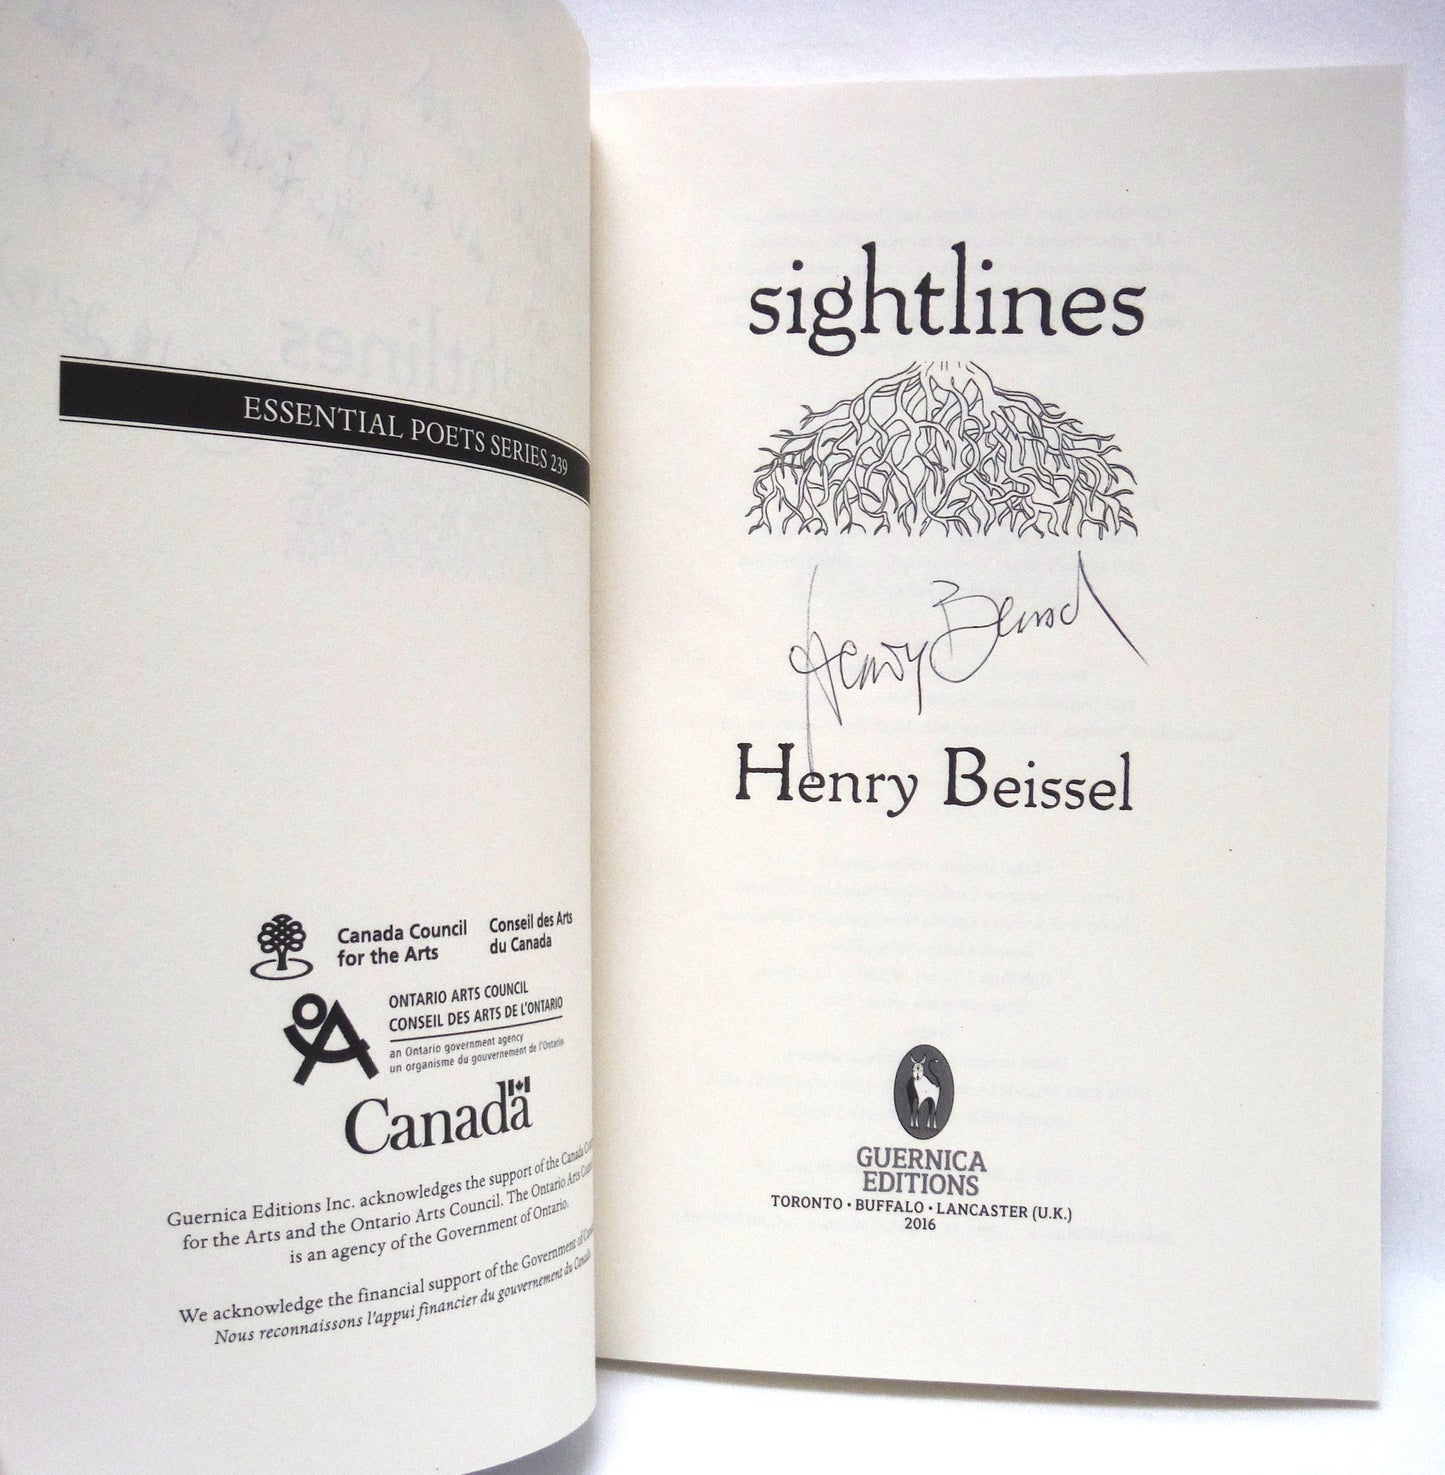 ESSENTIAL POETS SERIES 239
Canada Council
for the Arts
Conseil des Arts
du Canada
ONTARIO ARTS COUNCIL
CONSEIL DES ARTS DE L'ONTARIO
an Ontario government agency
un organisme du gouvernement de l'Ontario
Canada
Guernica Editions Inc. acknowledges the support of the Canada
for the Arts and the Ontario Arts Council. The Ontario Arts
is an agency of the Government of Ontario.
We acknowledge the financial support of the Government of
Nous reconnaissons l'appui financier du gouvernement du Canada.
sightlines
Henry Beissel
Henry Beissel
GUERNICA
EDITIONS
TORONTO • BUFFALO • LANCASTER (U.K.)
2016